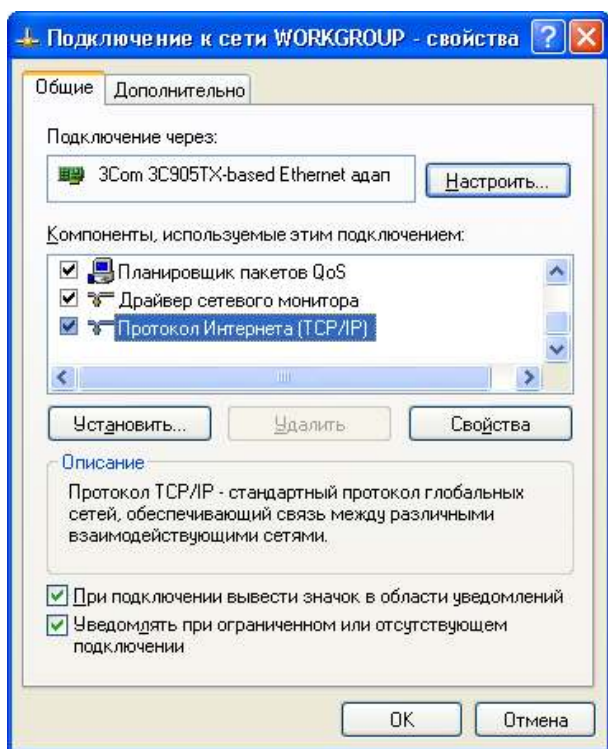 Подключение к сети WORKGROUP - свойства
Общие
Дополнительно
Подключение через:
3Com 3C905TX-based Ethernet адап
Настроить...
Компоненты, используемые этим подключением:
Планировщик пакетов QoS
Драйвер сетевого монитора
Протокол Интернета (TCP/IP)
Установить...
Удалить
Свойства
Описание
Протокол TCP/IP - стандартный протокол глобальных
сетей, обеспечивающий связь между различными
взаимодействующими сетями.
При подключении вывести значок в области уведомлений
Уведомлять при ограниченном или отсутствующем
подключении
OK
Отмена